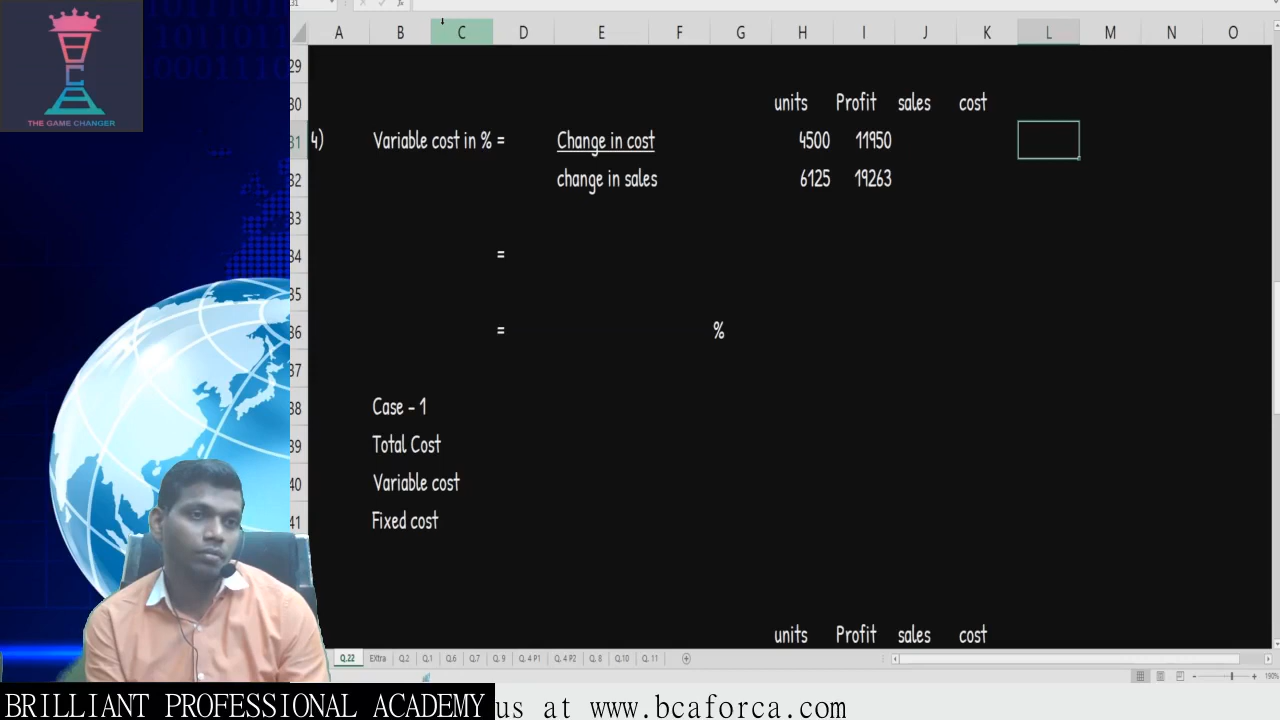 THE GAME CHANGER
A B C D E F G H I J K L M N O
29
30 units Profit sales cost
31 4) Variable cost in % = Change in cost 4500 11950
32 change in sales 6125 19263
33
34 =
35
36 = %
37
38 Case - 1
39 Total Cost
40 Variable cost
41 Fixed cost
units Profit sales cost
Q.22 EXtra Q.2 Q.1 Q.6 Q.7 Q. 9 Q. 4 P1 Q. 4 P2 Q. 8 Q.10 Q. 11
190%
BRILLIANT PROFESSIONAL ACADEMY us at www.bcaforca.com